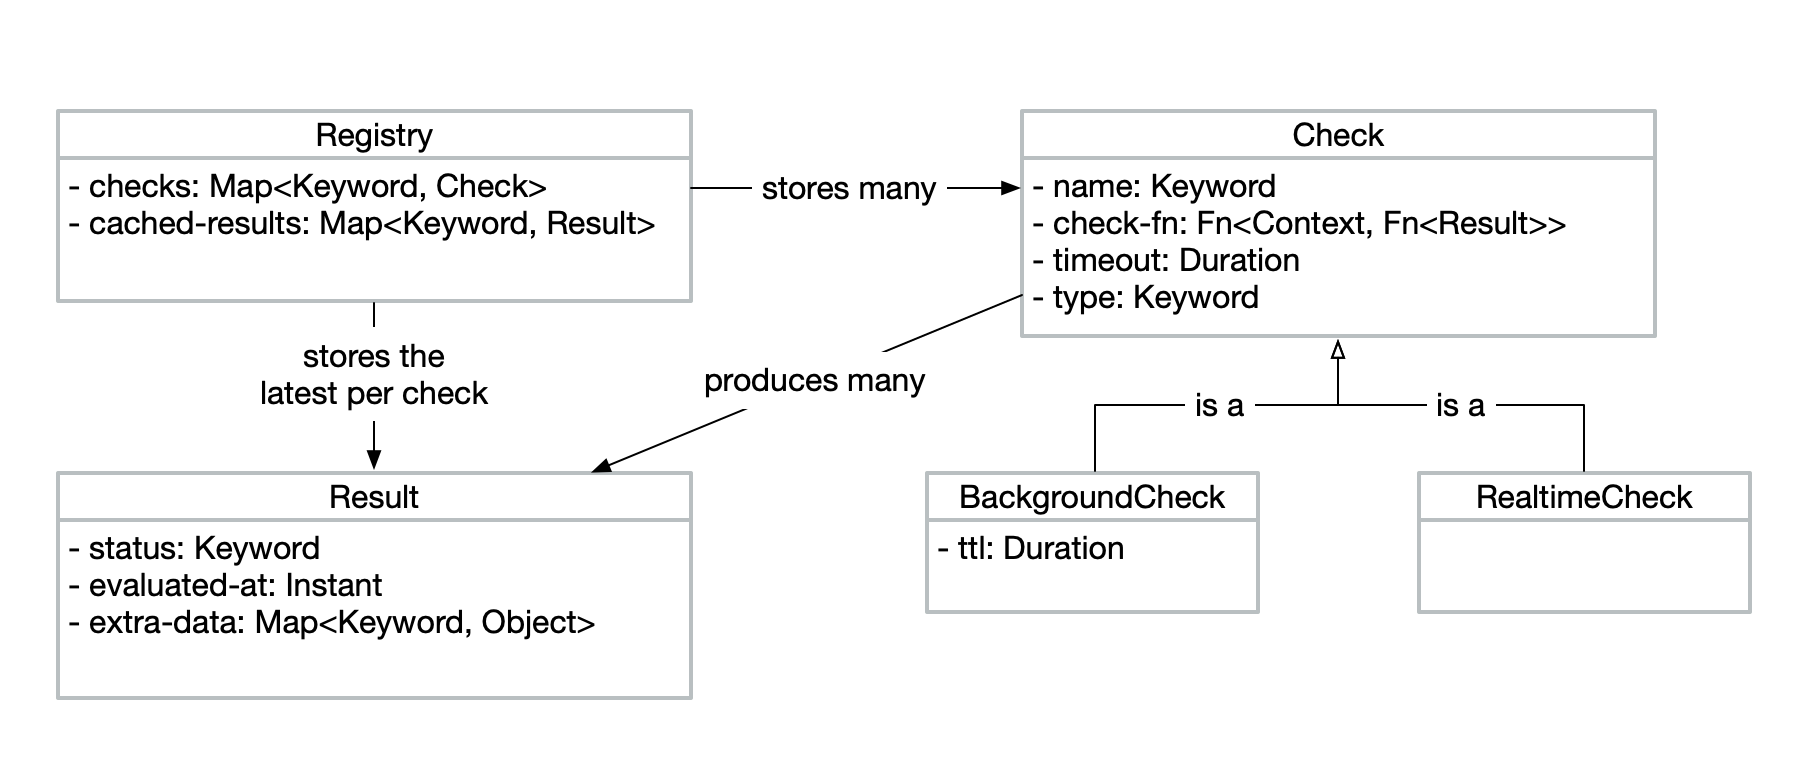 Registry
- checks: Map<Keyword, Check>
- cached-results: Map<Keyword, Result>
stores many
Check
- name: Keyword
- check-fn: Fn<Context, Fn<Result>>
- timeout: Duration
- type: Keyword
stores the
latest per check
produces many
is a
is a
Result
- status: Keyword
- evaluated-at: Instant
- extra-data: Map<Keyword, Object>
BackgroundCheck
- ttl: Duration
RealtimeCheck